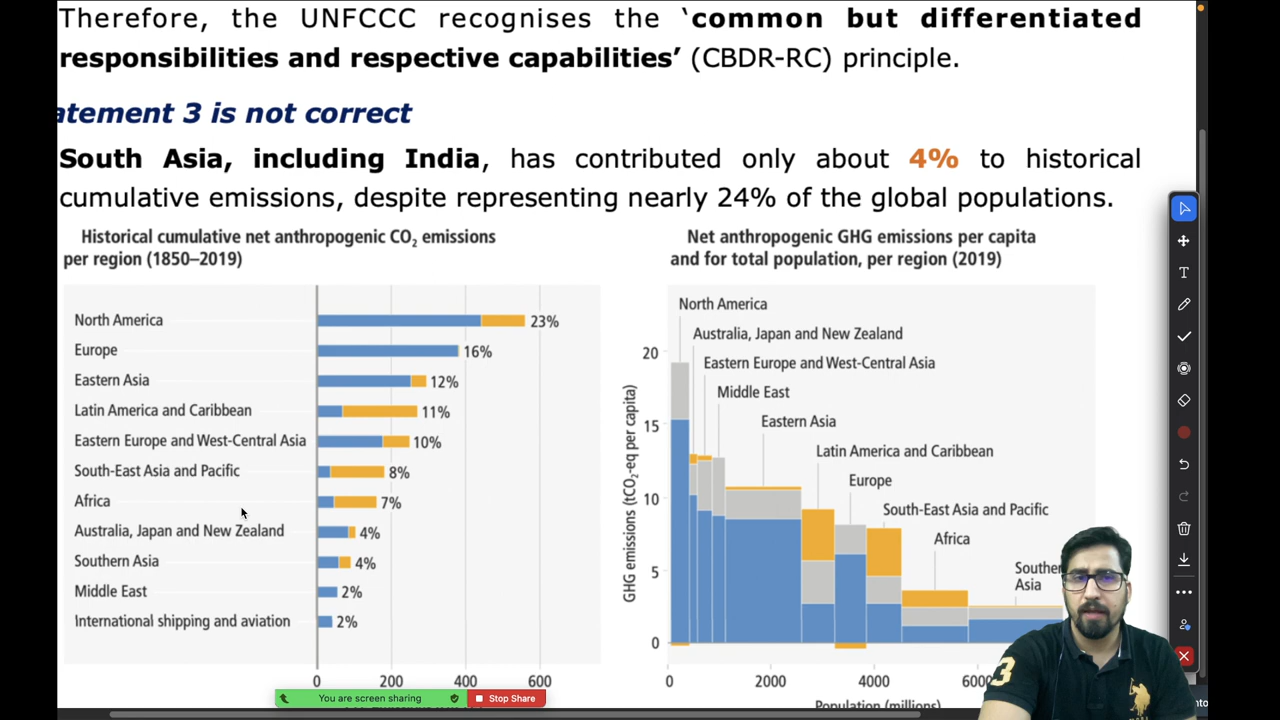 Therefore, the UNFCCC recognises the ‘common but differentiated
responsibilities and respective capabilities’ (CBDR-RC) principle.
atement 3 is not correct
South Asia, including India, has contributed only about 4% to historical
cumulative emissions, despite representing nearly 24% of the global populations.
Historical cumulative net anthropogenic CO₂ emissions
per region (1850–2019)
North America 23%
Europe 16%
Eastern Asia 12%
Latin America and Caribbean 11%
Eastern Europe and West-Central Asia 10%
South-East Asia and Pacific 8%
Africa 7%
Australia, Japan and New Zealand 4%
Southern Asia 4%
Middle East 2%
International shipping and aviation 2%
0 200 400 600
Net anthropogenic GHG emissions per capita
and for total population, per region (2019)
GHG emissions (tCO₂-eq per capita)
20
15
10
5
0
North America
Australia, Japan and New Zealand
Eastern Europe and West-Central Asia
Middle East
Eastern Asia
Latin America and Caribbean
Europe
South-East Asia and Pacific
Africa
Souther
Asia
0 2000 4000 6000
Population (millions)
You are screen sharing
Stop Share
T
3